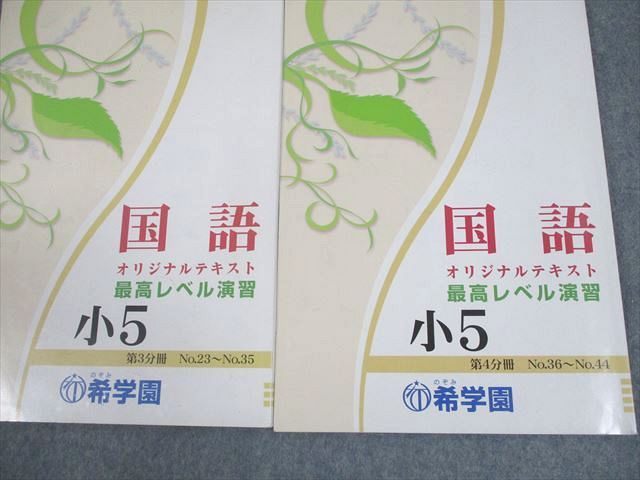 国語
オリジナルテキスト
最高レベル演習
小5
第3分冊 No.23～No.35
のぞみ
希学園
国語
オリジナルテキスト
最高レベル演習
小5
第4分冊 No.36～No.44
のぞみ
希学園